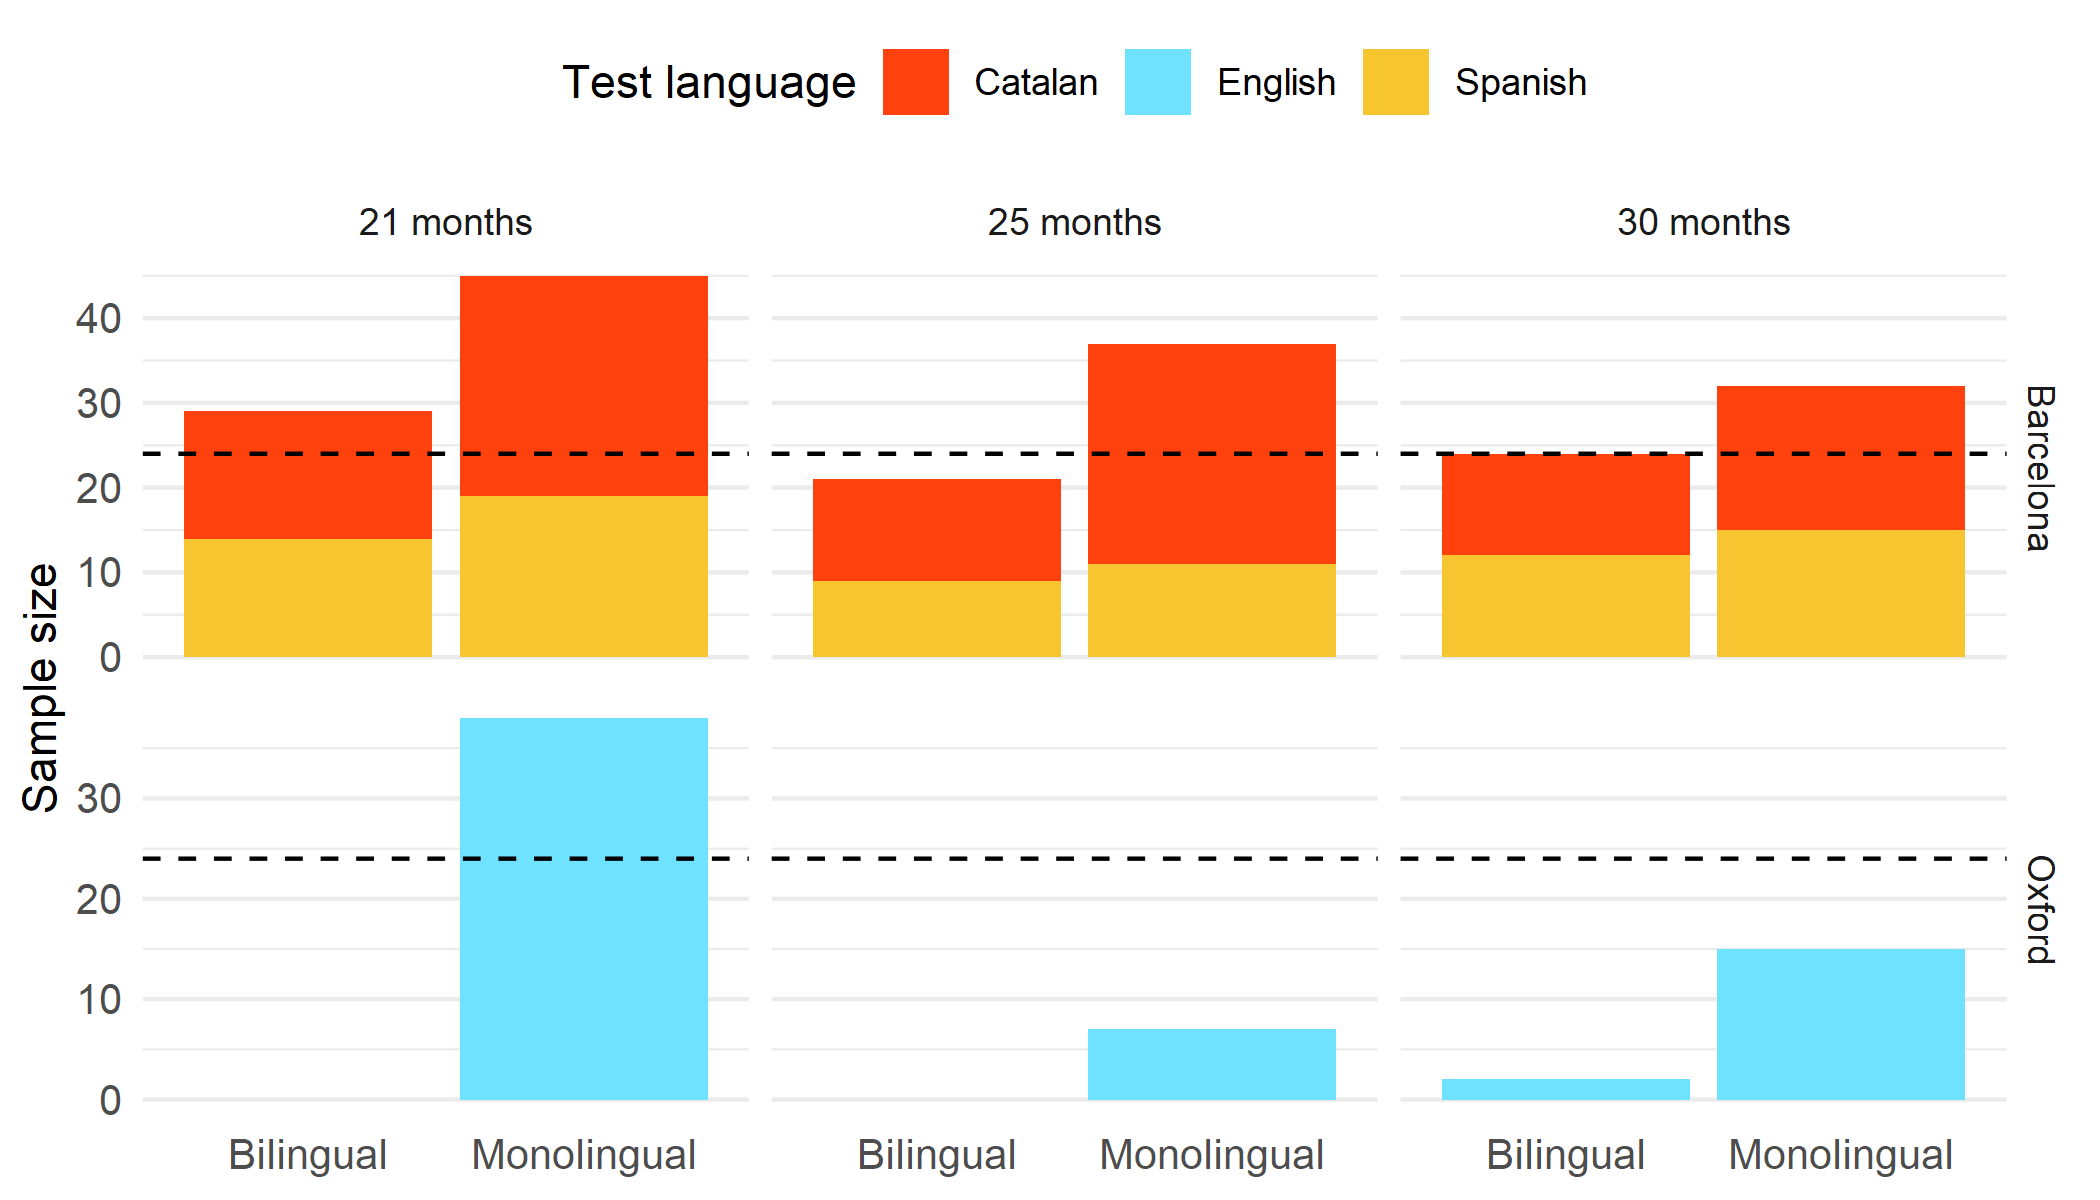 Test language Catalan English Spanish
21 months 25 months 30 months
40
30
20
10
0
Barcelona
Sample size
30
20
10
0
Oxford
Bilingual Monolingual Bilingual Monolingual Bilingual Monolingual